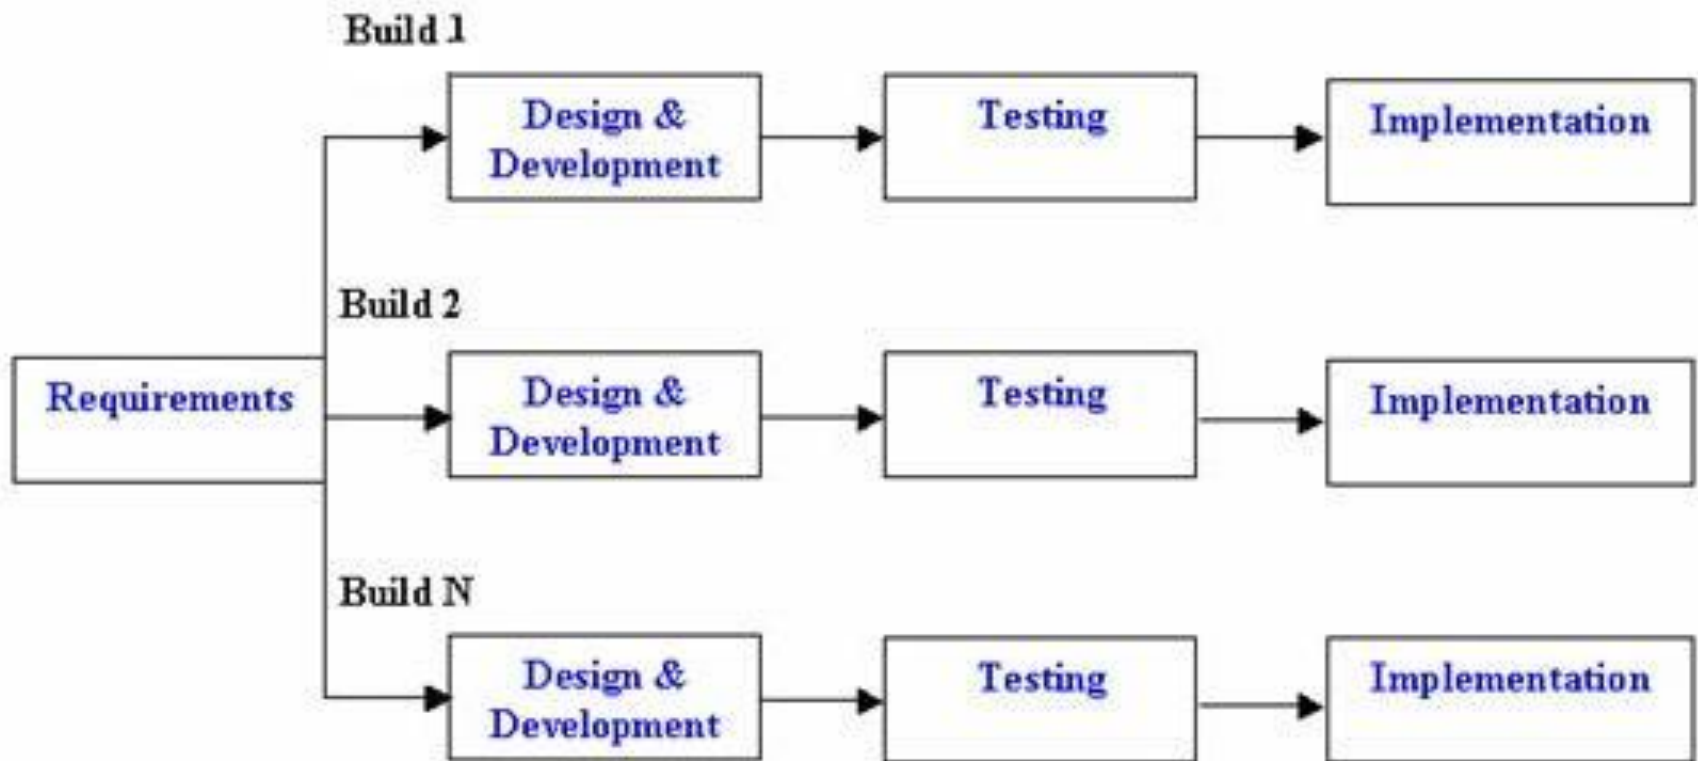 Build 1
Design &
Development
Testing
Implementation
Build 2
Requirements
Design &
Development
Testing
Implementation
Build N
Design &
Development
Testing
Implementation